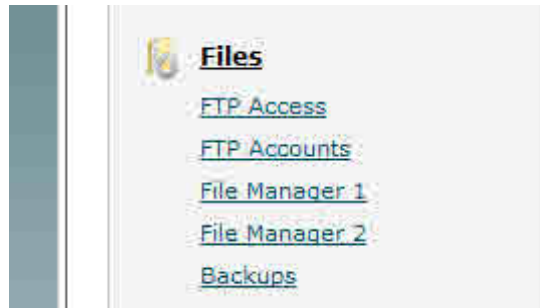 Files
FTP Access
FTP Accounts
File Manager 1
File Manager 2
Backups